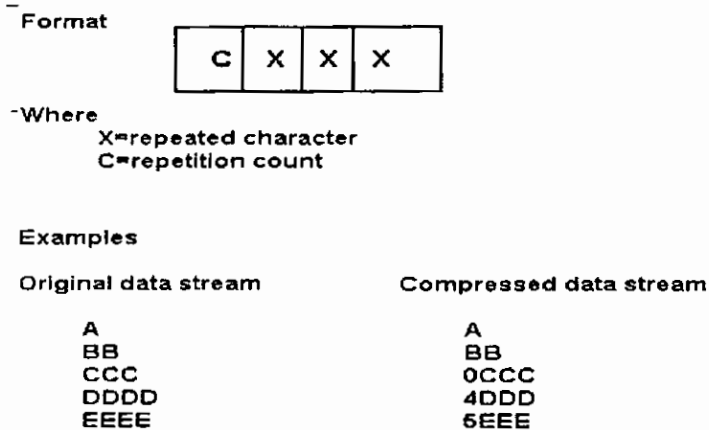 Format
C X X X
-Where
X=repeated character
C=repetition count
Examples
Original data stream Compressed data stream
A A
BB BB
CCC 0CCC
DDDD 4DDD
EEEE 5EEE